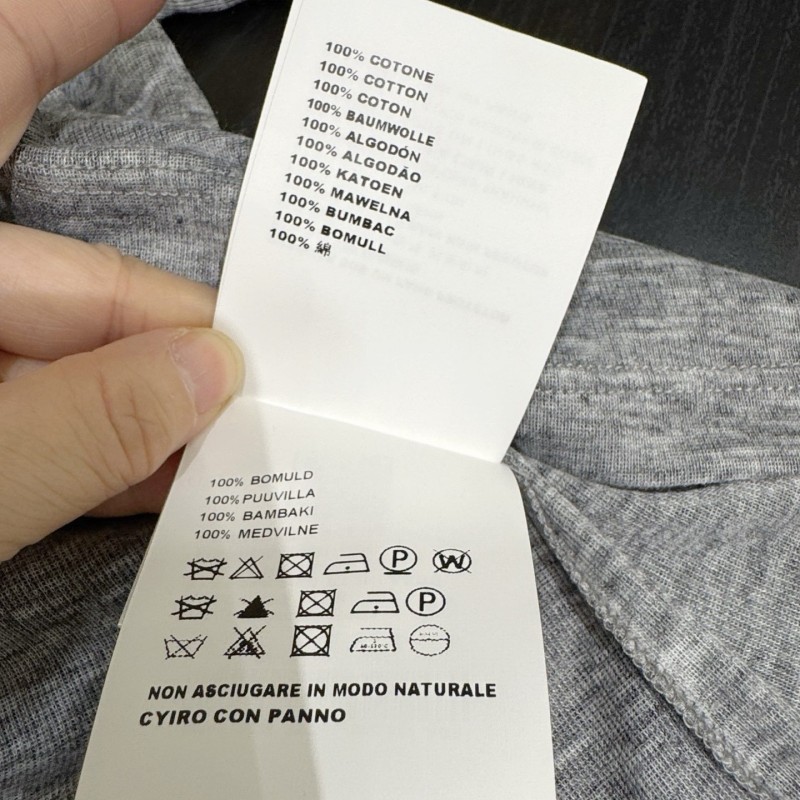 100% COTONE
100% COTTON
100% COTON
100% BAUMWOLLE
100% ALGODÓN
100% ALGODÃO
100% KATOEN
100% MAWELNA
100% BUMBAC
100% BOMULL
100% 綿
100% BOMULD
100% PUUVILLA
100% BAMBAKI
100% MEDVILNE
P W
P
NON ASCIUGARE IN MODO NATURALE
CYIRO CON PANNO